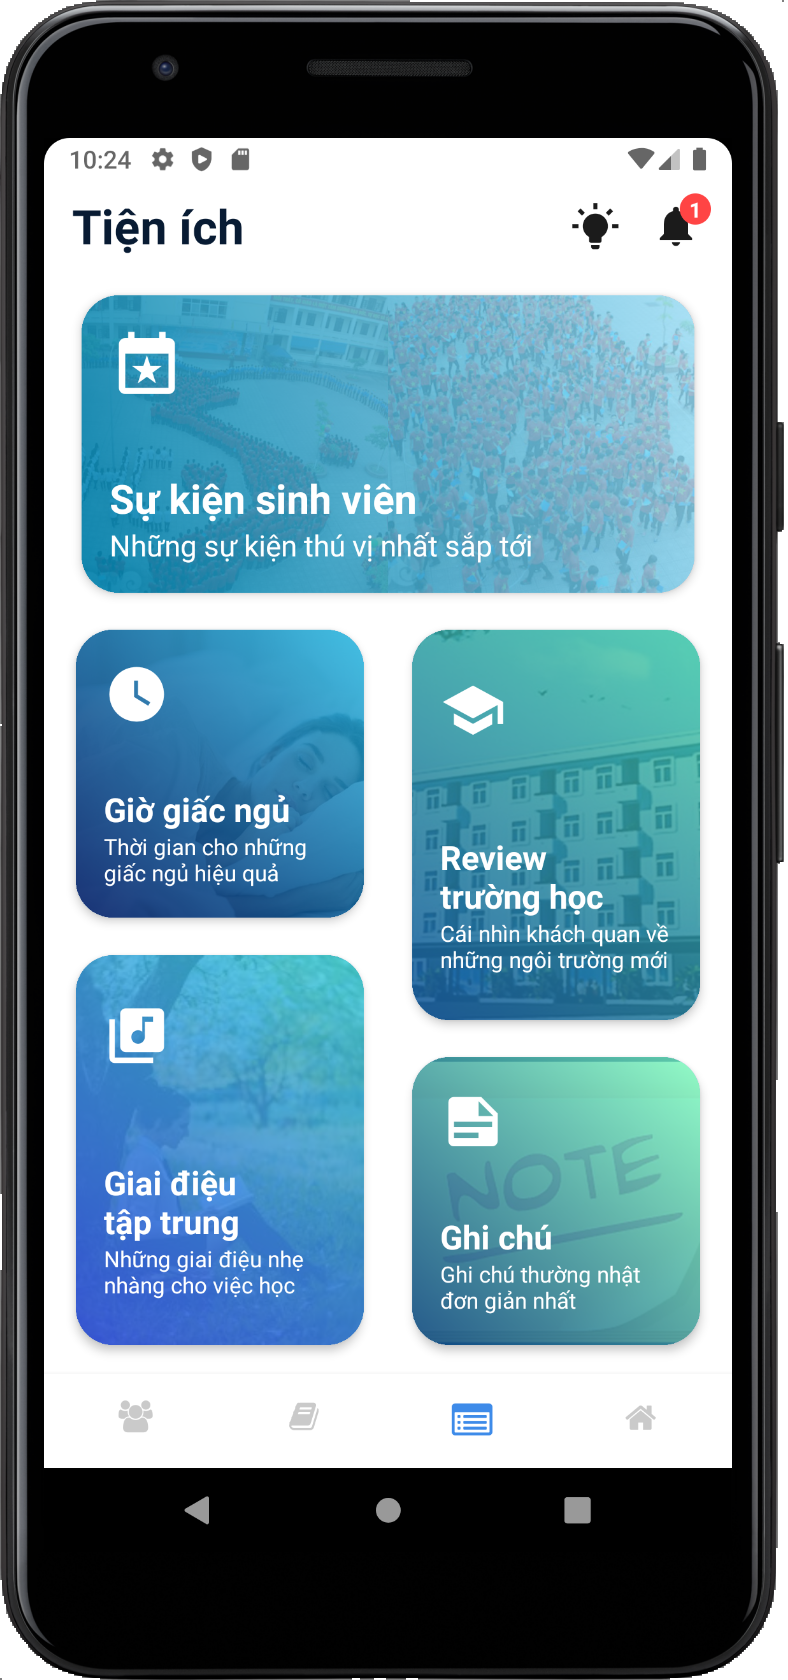 10:24
Tiện ích
1
Sự kiện sinh viên
Những sự kiện thú vị nhất sắp tới
Giờ giấc ngủ
Thời gian cho những
giấc ngủ hiệu quả
Review
trường học
Cái nhìn khách quan về
những ngôi trường mới
Giai điệu
tập trung
Những giai điệu nhẹ
nhàng cho việc học
NOTE
Ghi chú
Ghi chú thường nhật
đơn giản nhất